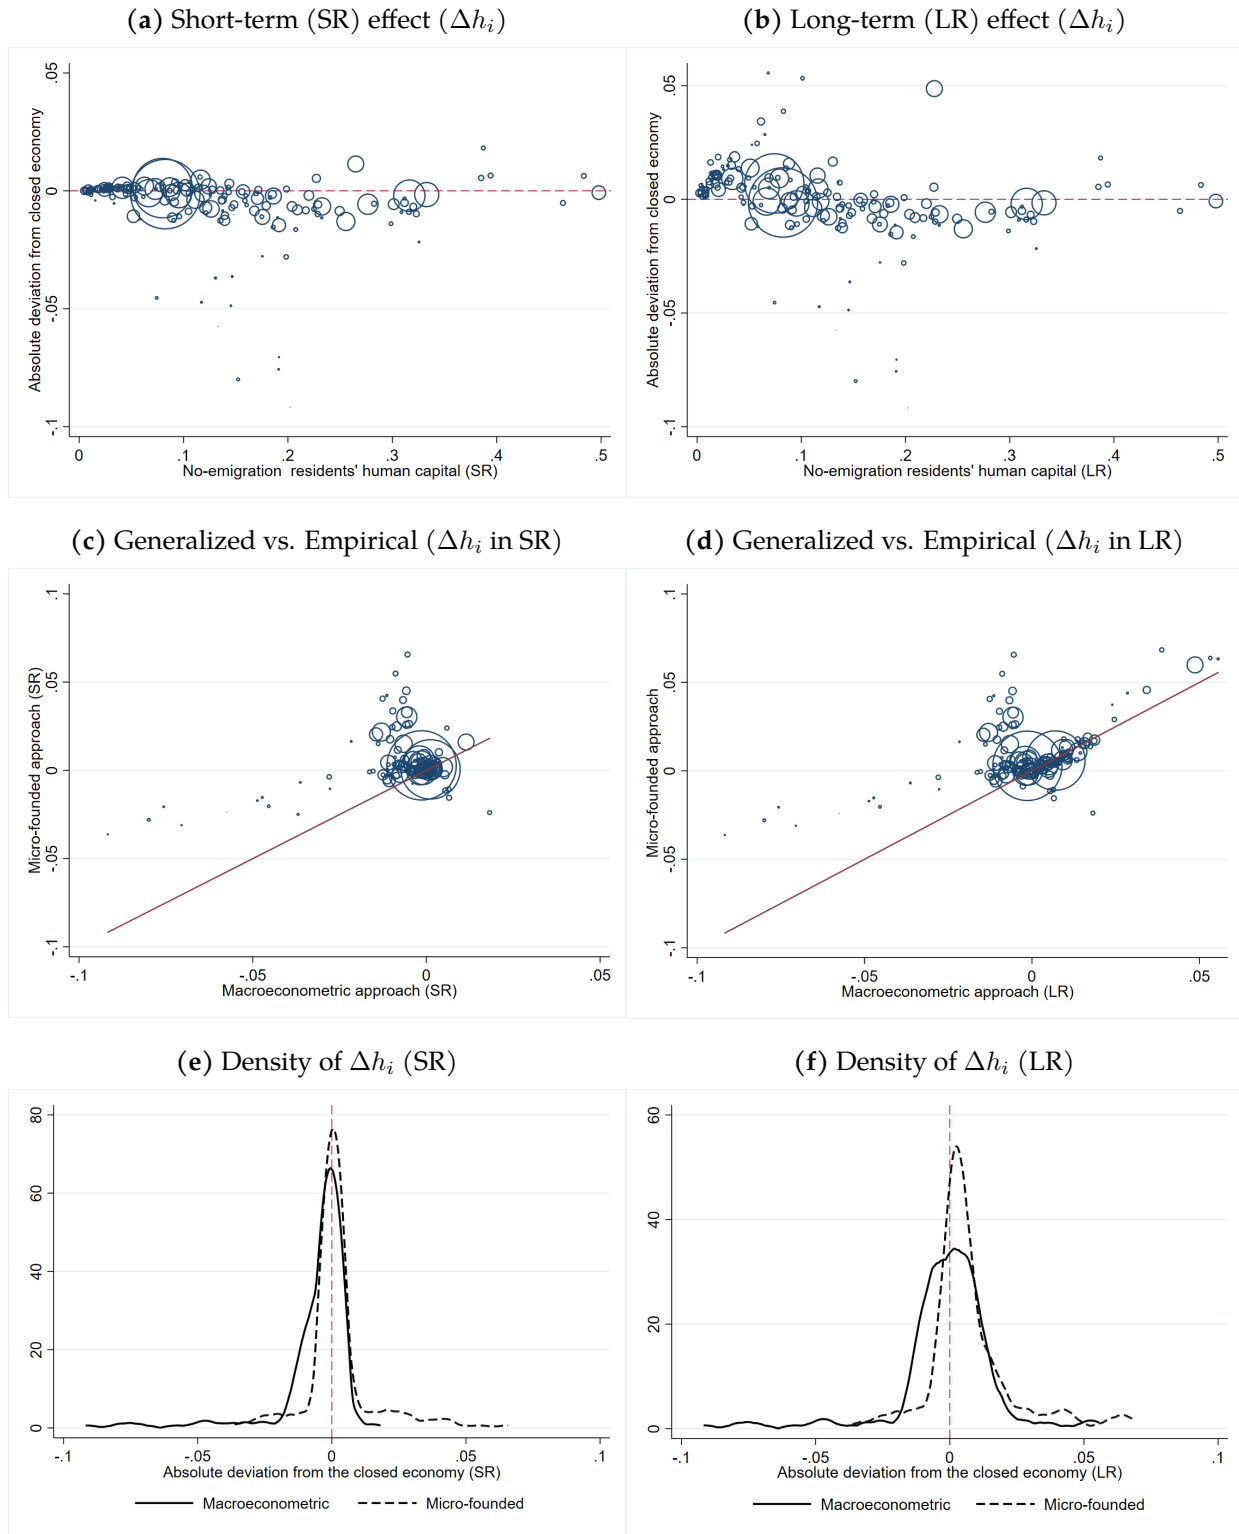 (a) Short-term (SR) effect (Δhᵢ)
(b) Long-term (LR) effect (Δhᵢ)
Absolute deviation from closed economy
.05
0
-.05
-.1
0 .1 .2 .3 .4 .5
No-emigration residents' human capital (SR)
Absolute deviation from closed ecnomy
.05
0
-.05
-.1
0 .1 .2 .3 .4 .5
No-emigration residents' human capital (LR)
(c) Generalized vs. Empirical (Δhᵢ in SR)
(d) Generalized vs. Empirical (Δhᵢ in LR)
Micro-founded approach (SR)
.1
.05
0
-.05
-.1
-.1 -.05 0 .05
Macroeconometric approach (SR)
Micro-founded approach
.1
.05
0
-.05
-.1
-.1 -.05 0 .05
Macroeconometric approach (LR)
(e) Density of Δhᵢ (SR)
(f) Density of Δhᵢ (LR)
80
60
40
20
0
-.1 -.05 0 .05 .1
Absolute deviation from the closed economy (SR)
Macroeconometric Micro-founded
60
40
20
0
-.1 -.05 0 .05 .1
Absolute deviation from the closed economy (LR)
Macroeconometric Micro-founded